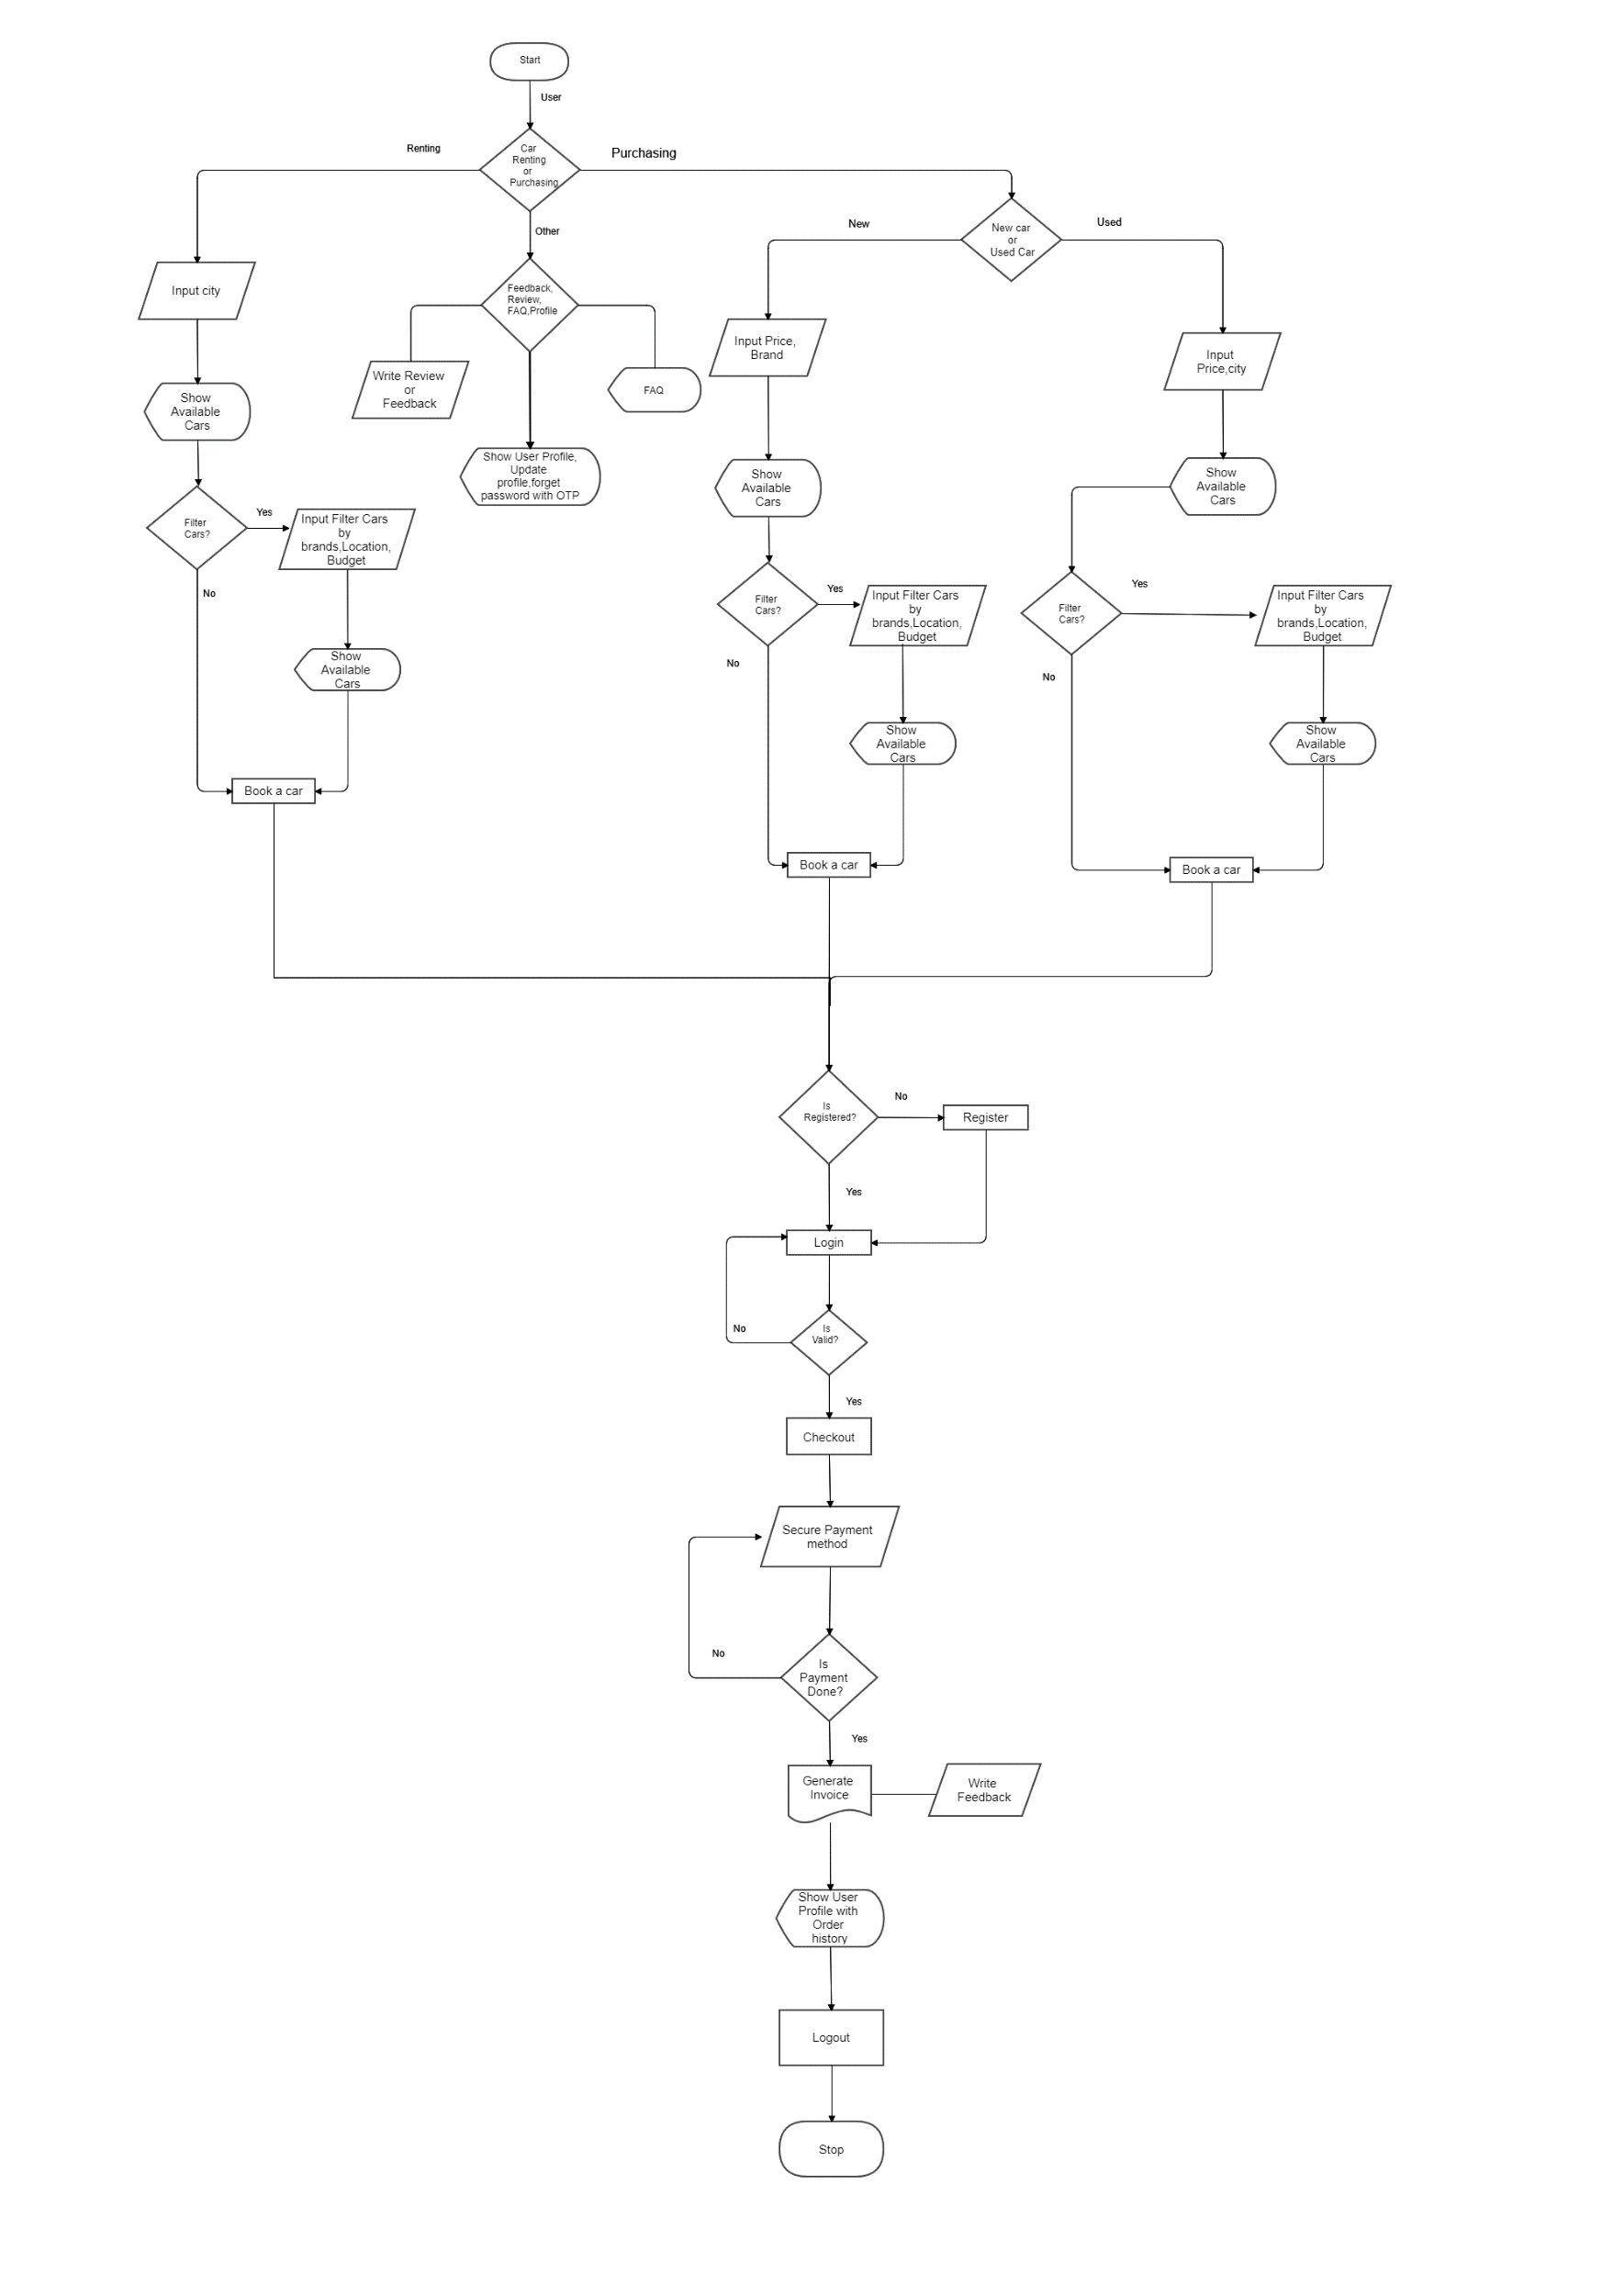 Start
User
Renting
Car
Renting
or
Purchasing
Purchasing
Other
New
New car
or
Used Car
Used
Input city
Feedback,
Review,
FAQ,Profile
Input Price,
Brand
Input
Price,city
Show
Available
Cars
Write Review
or
Feedback
FAQ
Show User Profile,
Update
profile,forget
password with OTP
Show
Available
Cars
Show
Available
Cars
Filter
Cars?
Yes
Input Filter Cars
by
brands,Location,
Budget
No
Show
Available
Cars
Book a car
Filter
Cars?
Yes
Input Filter Cars
by
brands,Location,
Budget
No
Show
Available
Cars
Book a car
Filter
Cars?
Yes
Input Filter Cars
by
brands,Location,
Budget
No
Show
Available
Cars
Book a car
Is
Registered?
No
Register
Yes
Login
No
Is
Valid?
Yes
Checkout
Secure Payment
method
No
Is
Payment
Done?
Yes
Generate
Invoice
Write
Feedback
Show User
Profile with
Order
history
Logout
Stop